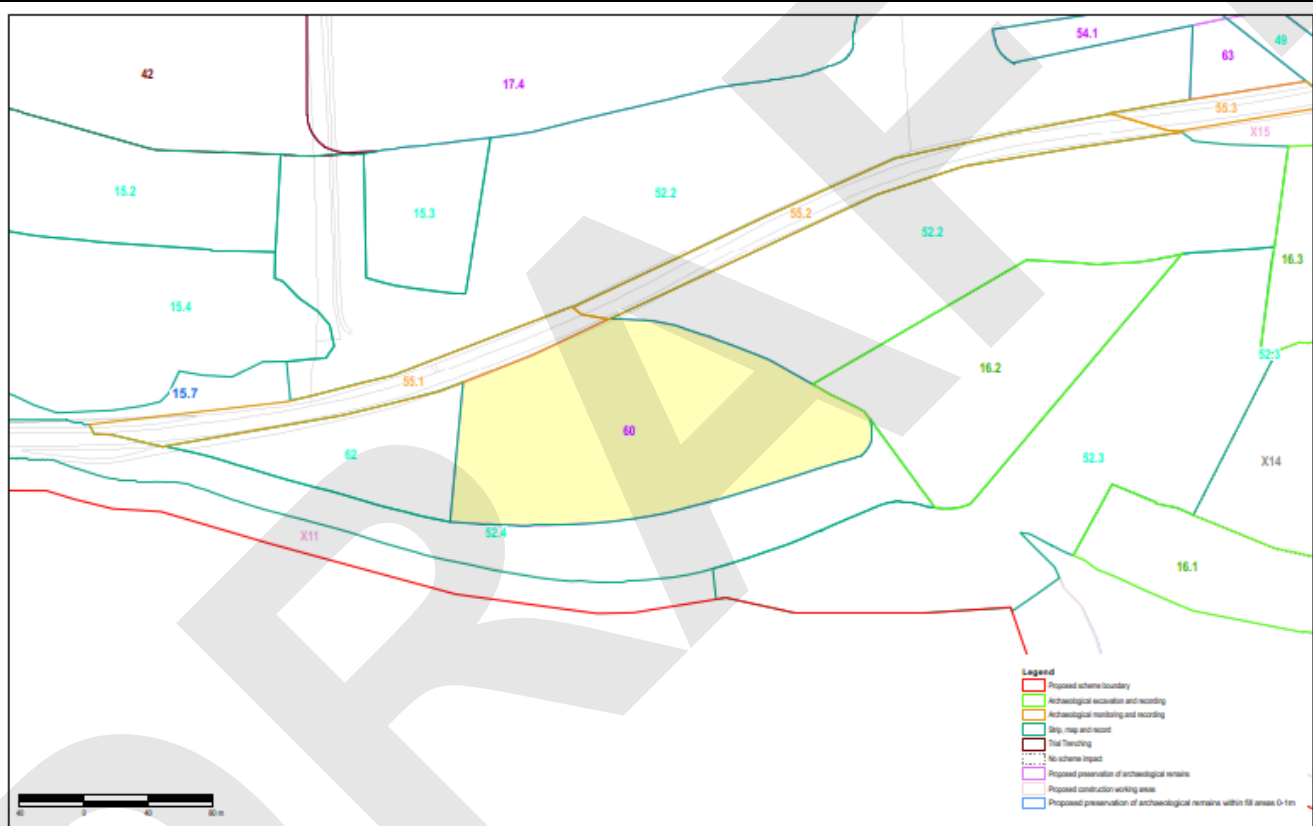 54.1
49
42
17.4
63
55.3
X15
15.2
15.3
52.2
55.2
52.2
16.3
15.4
52.3
16.2
55.1
15.7
60
62
52.3
X14
52.4
X11
16.1
Legend
Proposed scheme boundary
Archaeological excavation and recording
Archaeological monitoring and recording
Strip, map and record
Trial Trenching
No scheme impact
Proposed preservation of archaeological remains
Proposed construction working areas
Proposed preservation of archaeological remains within fill areas 0-1m
40 0 40 80 m